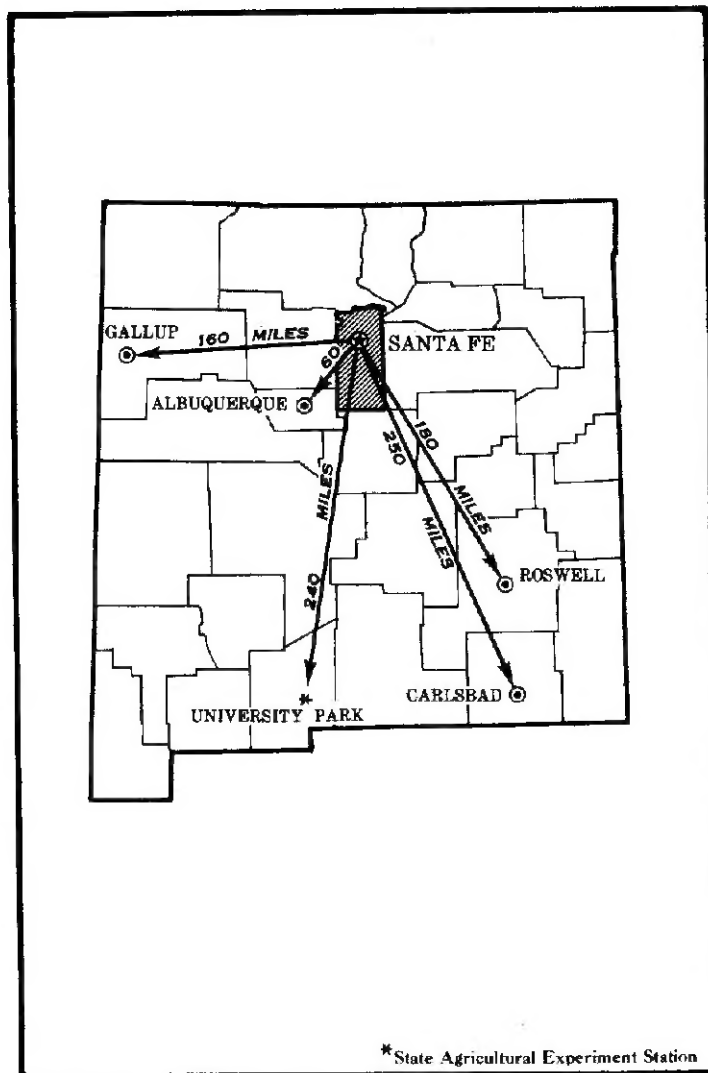 GALLUP
160 MILES
SANTA FE
60
ALBUQUERQUE
180
MILES
250
MILES
MILES
240
ROSWELL
CARLSBAD
UNIVERSITY PARK
*State Agricultural Experiment Station